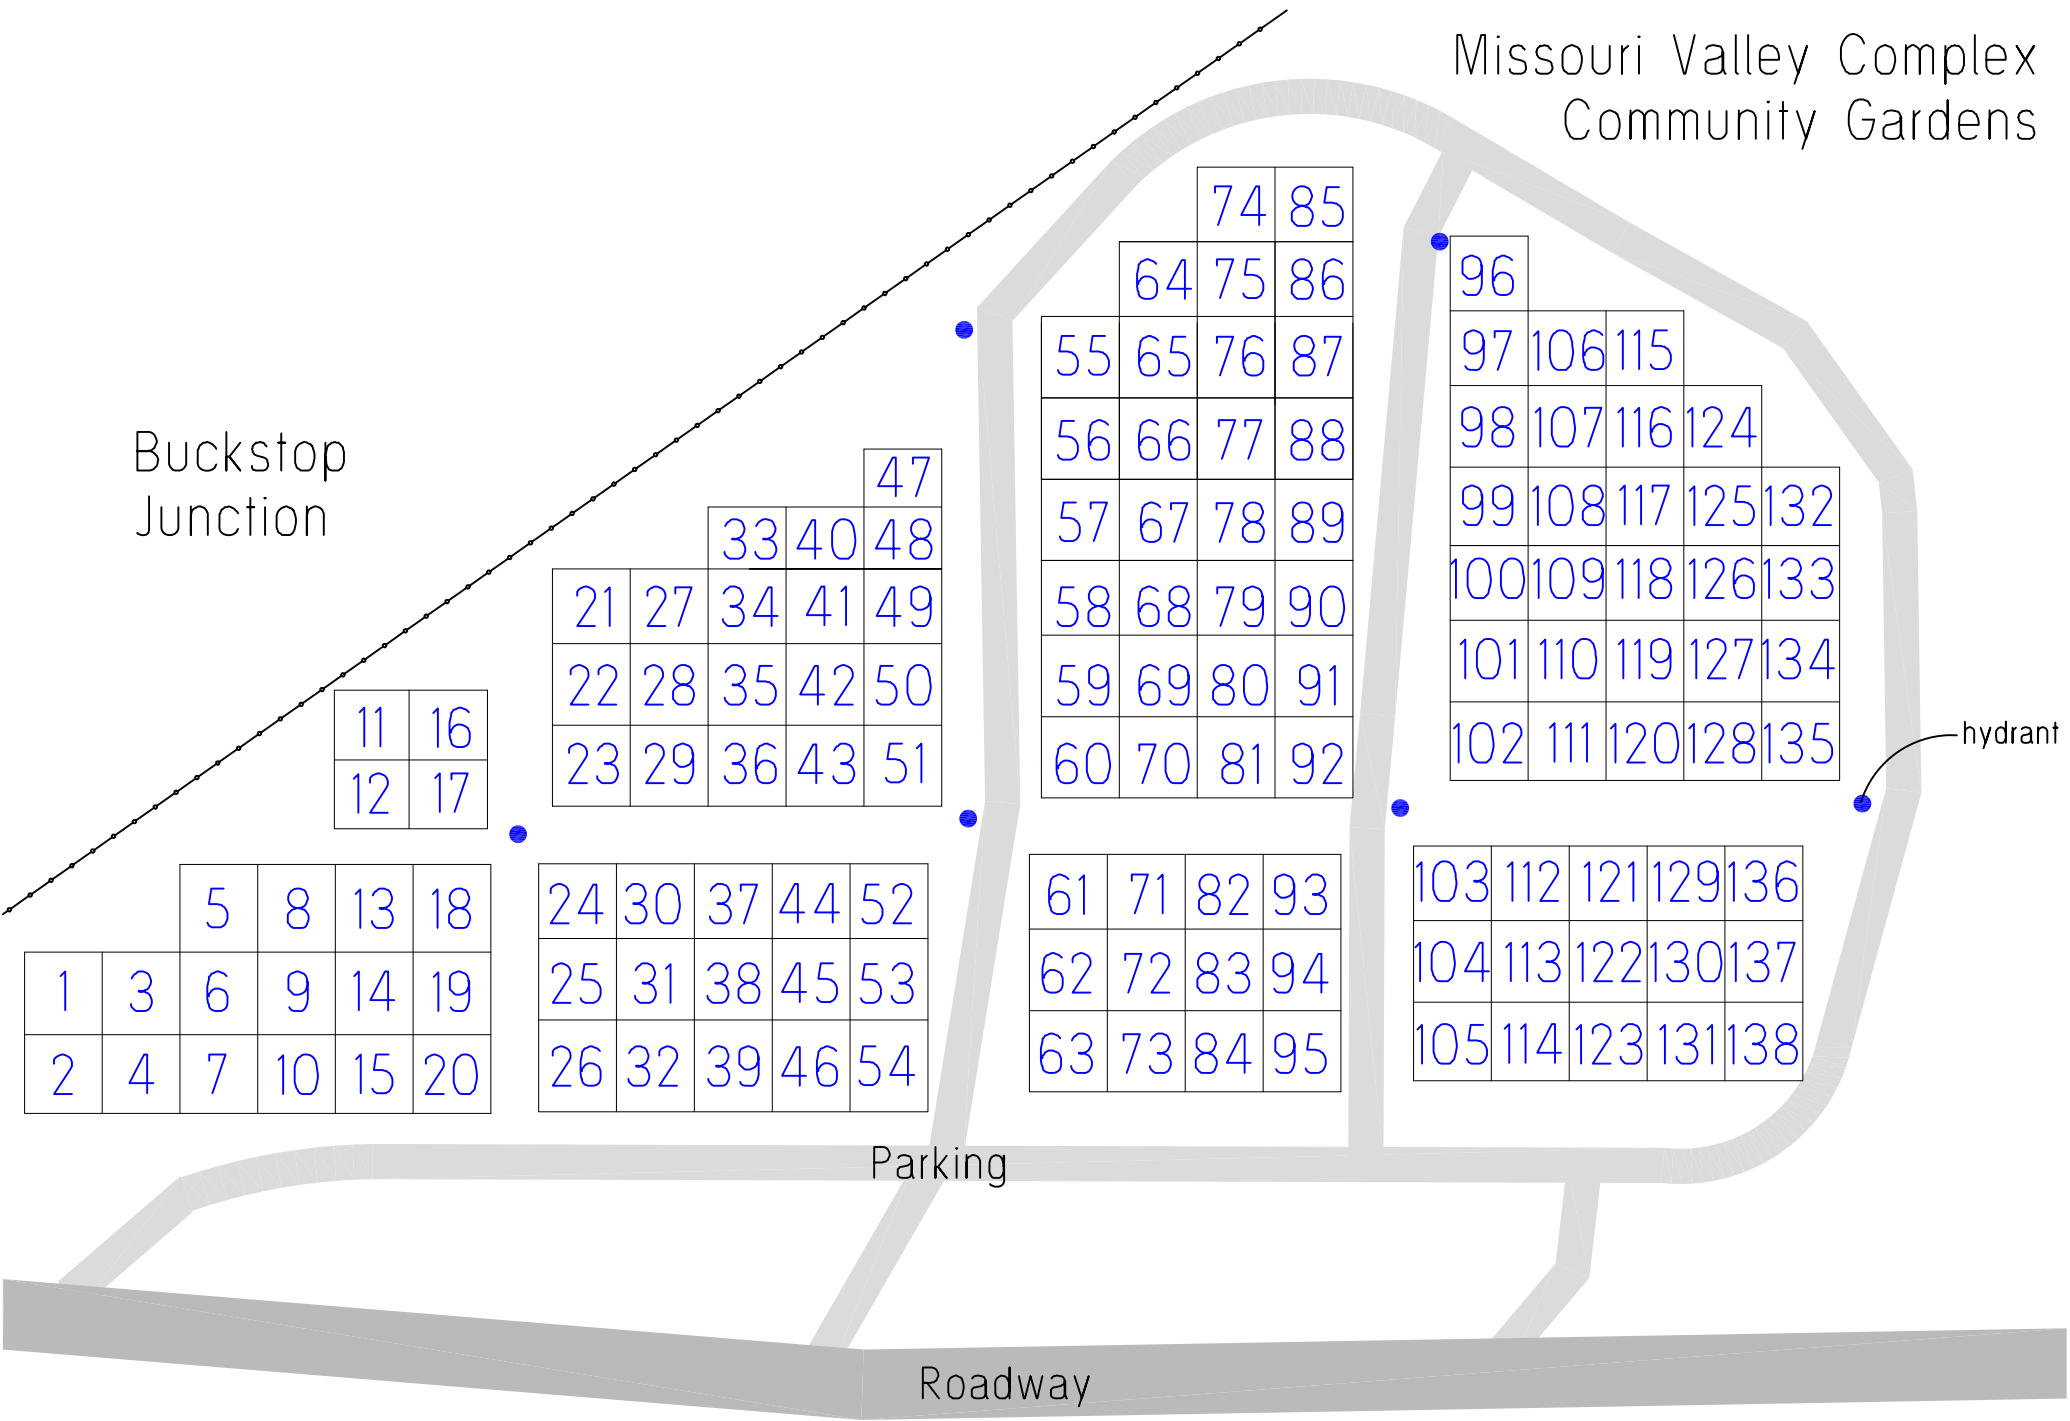 Missouri Valley Complex
Community Gardens
74 85
64 75 86
96
55 65 76 87
97 106 115
56 66 77 88
98 107 116 124
Buckstop
Junction
47
33 40 48
57 67 78 89
99 108 117 125 132
21 27 34 41 49
58 68 79 90
100 109 118 126 133
22 28 35 42 50
59 69 80 91
101 110 119 127 134
11 16
12 17
23 29 36 43 51
60 70 81 92
102 111 120 128 135
hydrant
5 8 13 18
24 30 37 44 52
61 71 82 93
103 112 121 129 136
1 3 6 9 14 19
25 31 38 45 53
62 72 83 94
104 113 122 130 137
2 4 7 10 15 20
26 32 39 46 54
63 73 84 95
105 114 123 131 138
Parking
Roadway